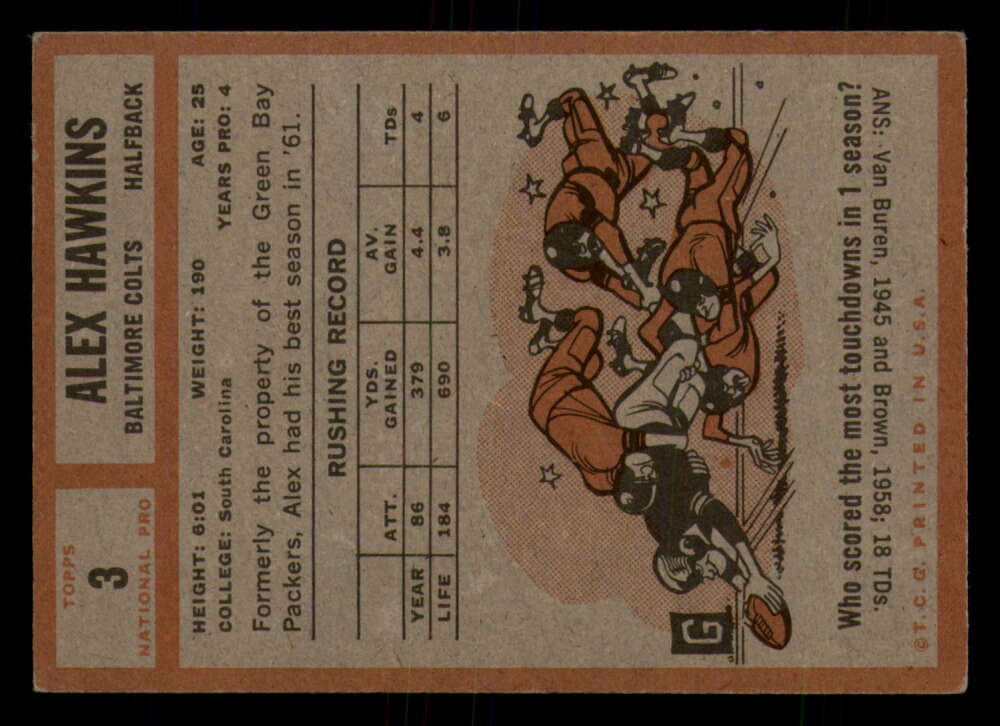 TOPPS
3
NATIONAL PRO
ALEX HAWKINS
BALTIMORE COLTS HALFBACK
HEIGHT: 6:01 WEIGHT: 190 AGE: 25
COLLEGE: South Carolina YEARS PRO: 4
Formerly the property of the Green Bay
Packers, Alex had his best season in '61.
RUSHING RECORD
ATT. YDS. GAINED AV. GAIN TDs
YEAR 86 379 4.4 4
LIFE 184 690 3.8 6
G
Who scored the most touchdowns in 1 season?
ANS: Van Buren, 1945 and Brown, 1958; 18 TDs.
©T.C.G. PRINTED IN U.S.A.